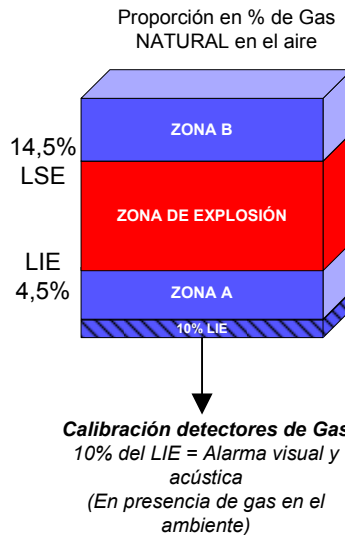 Proporción en % de Gas
NATURAL en el aire
ZONA B
14,5%
LSE
ZONA DE EXPLOSIÓN
LIE
4,5%
ZONA A
10% LIE
Calibración detectores de Gas
10% del LIE = Alarma visual y
acústica
(En presencia de gas en el
ambiente)